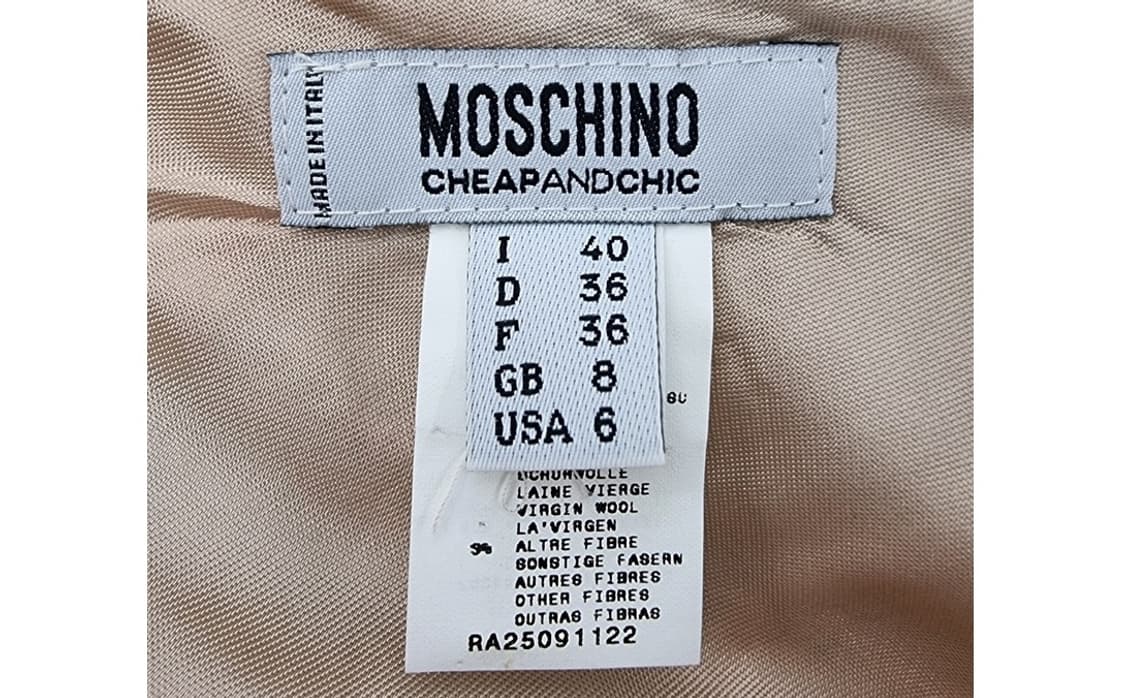 MADE IN ITALY
MOSCHINO
CHEAPANDCHIC
I 40
D 36
F 36
GB 8
USA 6
LAINE VIERGE
VIRGIN WOOL
LA'VIRGEN
ALTRE FIBRE
SONSTIGE FASERN
AUTRES FIBRES
OTHER FIBRES
OUTRAS FIBRAS
RA25091122